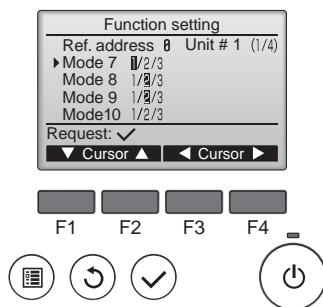 Function setting
Ref. address 0 Unit # 1 (1/4)
Mode 7 1/2/3
Mode 8 1/2/3
Mode 9 1/2/3
Mode10 1/2/3
Request: ✓
▼ Cursor ▲ ◀ Cursor ▶
F1 F2 F3 F4